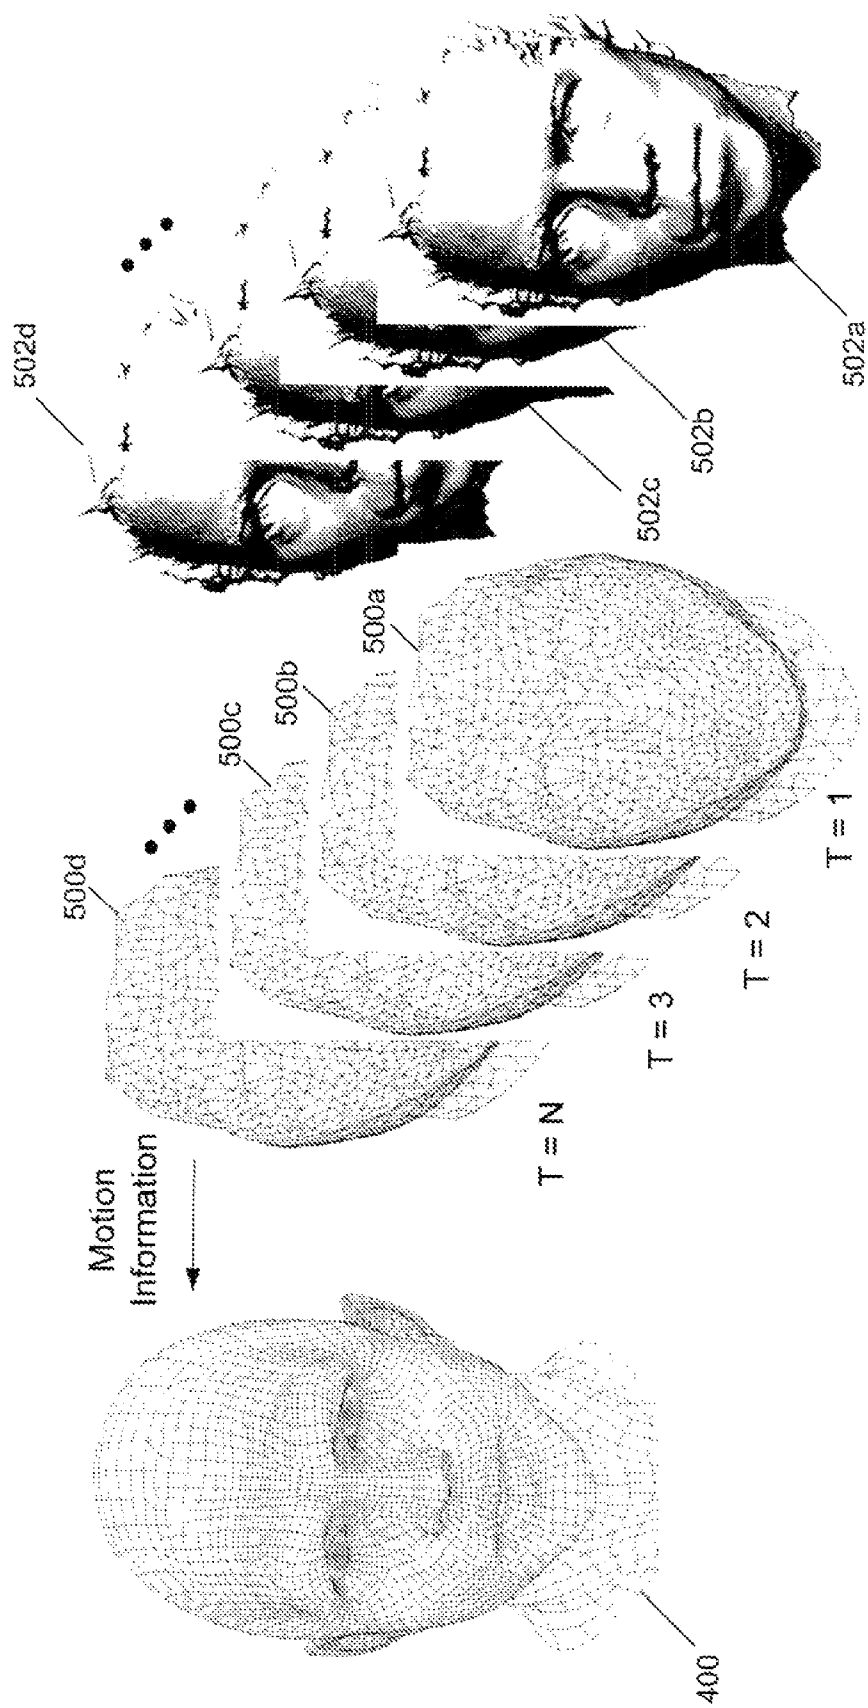 400
Motion
Information
T = N
T = 3
T = 2
T = 1
500d
500c
500b
500a
502d
502c
502b
502a